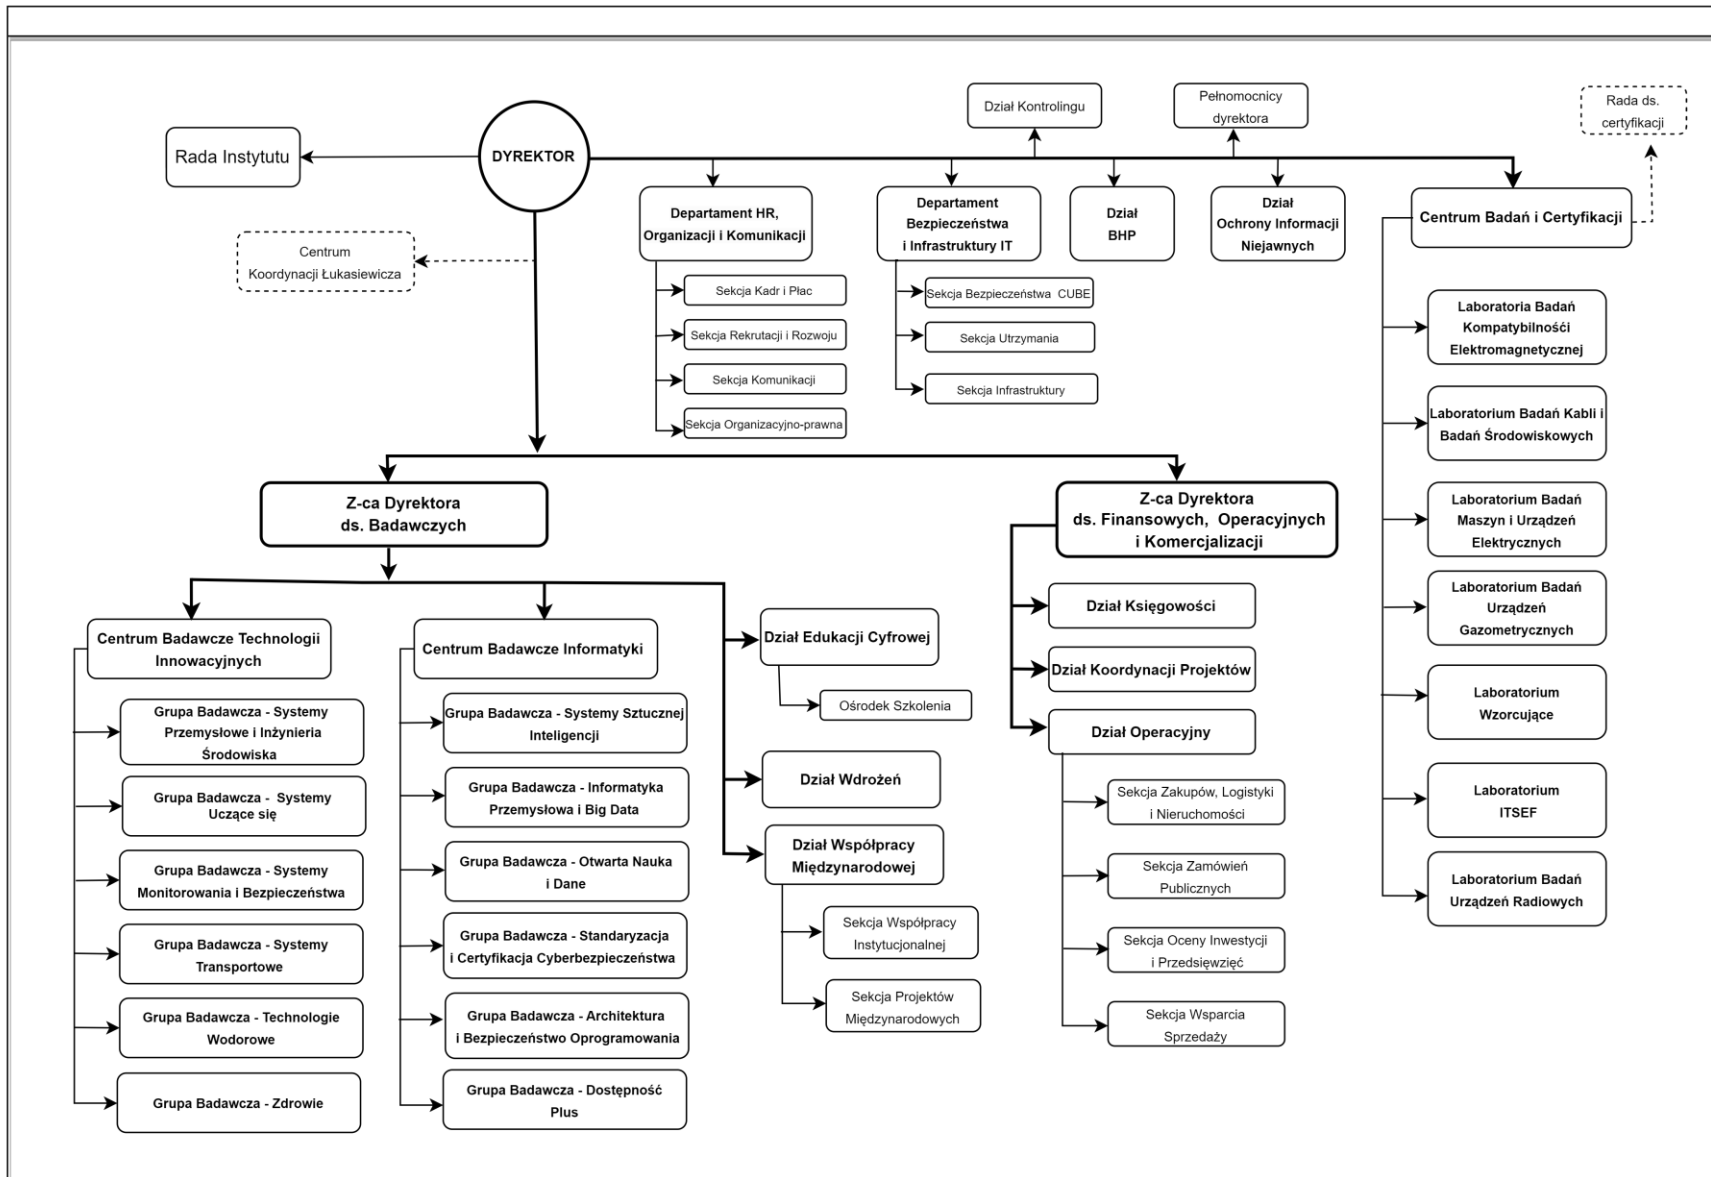 Dział Kontrolingu
Pełnomocnicy
dyrektora
Rada ds.
certyfikacji
Rada Instytutu
DYREKTOR
Departament HR,
Organizacji i Komunikacji
Departament
Bezpieczeństwa
i Infrastruktury IT
Dział
BHP
Dział
Ochrony Informacji
Niejawnych
Centrum Badań i Certyfikacji
Centrum
Koordynacji Łukasiewicza
Sekcja Kadr i Płac
Sekcja Rekrutacji i Rozwoju
Sekcja Komunikacji
Sekcja Organizacyjno-prawna
Sekcja Bezpieczeństwa CUBE
Sekcja Utrzymania
Sekcja Infrastruktury
Laboratoria Badań
Kompatybilnośći
Elektromagnetycznej
Laboratorium Badań Kabli i
Badań Środowiskowych
Laboratorium Badań
Maszyn i Urządzeń
Elektrycznych
Laboratorium Badań
Urządzeń
Gazometrycznych
Laboratorium
Wzorcujące
Laboratorium
ITSEF
Laboratorium Badań
Urządzeń Radiowych
Z-ca Dyrektora
ds. Badawczych
Z-ca Dyrektora
ds. Finansowych, Operacyjnych
i Komercjalizacji
Centrum Badawcze Technologii
Innowacyjnych
Grupa Badawcza - Systemy
Przemysłowe i Inżynieria
Środowiska
Grupa Badawcza - Systemy
Uczące się
Grupa Badawcza - Systemy
Monitorowania i Bezpieczeństwa
Grupa Badawcza - Systemy
Transportowe
Grupa Badawcza - Technologie
Wodorowe
Grupa Badawcza - Zdrowie
Centrum Badawcze Informatyki
Grupa Badawcza - Systemy Sztucznej
Inteligencji
Grupa Badawcza - Informatyka
Przemysłowa i Big Data
Grupa Badawcza - Otwarta Nauka
i Dane
Grupa Badawcza - Standaryzacja
i Certyfikacja Cyberbezpieczeństwa
Grupa Badawcza - Architektura
i Bezpieczeństwo Oprogramowania
Grupa Badawcza - Dostępność
Plus
Dział Edukacji Cyfrowej
Ośrodek Szkolenia
Dział Wdrożeń
Dział Współpracy
Międzynarodowej
Sekcja Współpracy
Instytucjonalnej
Sekcja Projektów
Międzynarodowych
Dział Księgowości
Dział Koordynacji Projektów
Dział Operacyjny
Sekcja Zakupów, Logistyki
i Nieruchomości
Sekcja Zamówień
Publicznych
Sekcja Oceny Inwestycji
i Przedsięwzięć
Sekcja Wsparcia
Sprzedaży